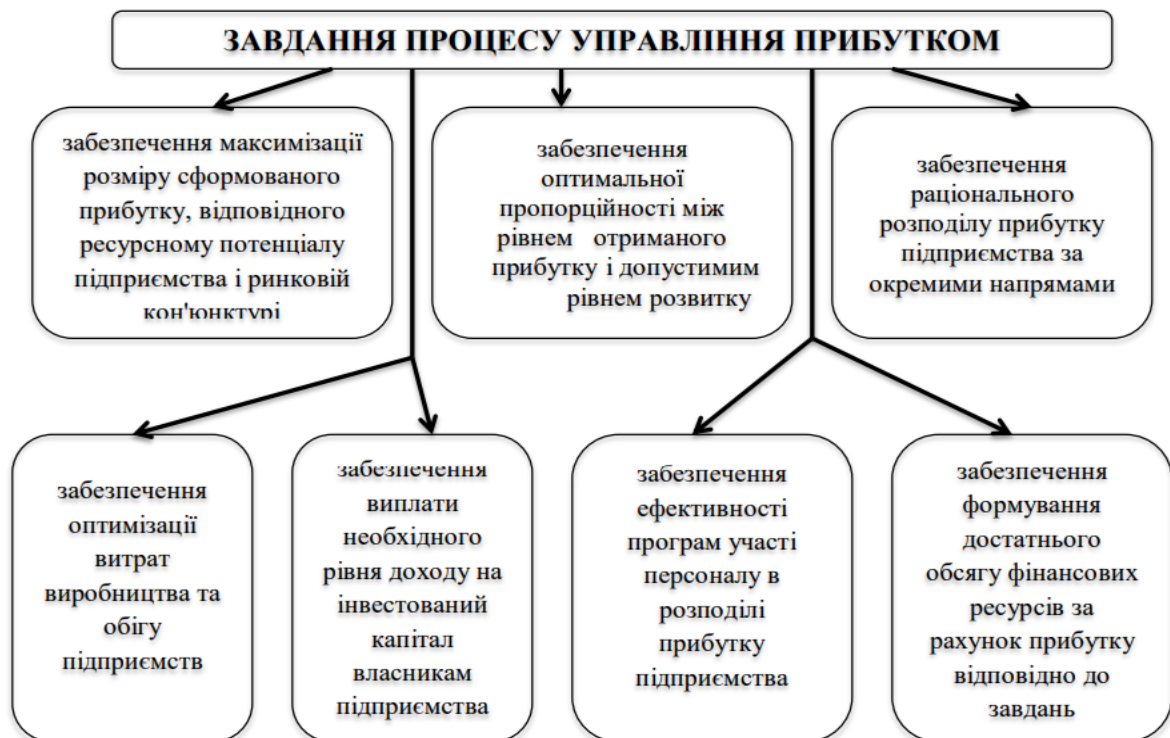 ЗАВДАННЯ ПРОЦЕСУ УПРАВЛІННЯ ПРИБУТКОМ
забезпечення максимізації
розміру сформованого
прибутку, відповідного
ресурсному потенціалу
підприємства і ринковій
кон'юнктурі
забезпечення
оптимальної
пропорційності між
рівнем отриманого
прибутку і допустимим
рівнем розвитку
забезпечення
раціонального
розподілу прибутку
підприємства за
окремими напрямами
забезпечення
оптимізації
витрат
виробництва та
обігу
підприємств
забезпечення
виплати
необхідного
рівня доходу на
інвестований
капітал
власникам
підприємства
забезпечення
ефективності
програм участі
персоналу в
розподілі
прибутку
підприємства
забезпечення
формування
достатнього
обсягу фінансових
ресурсів за
рахунок прибутку
відповідно до
завдань